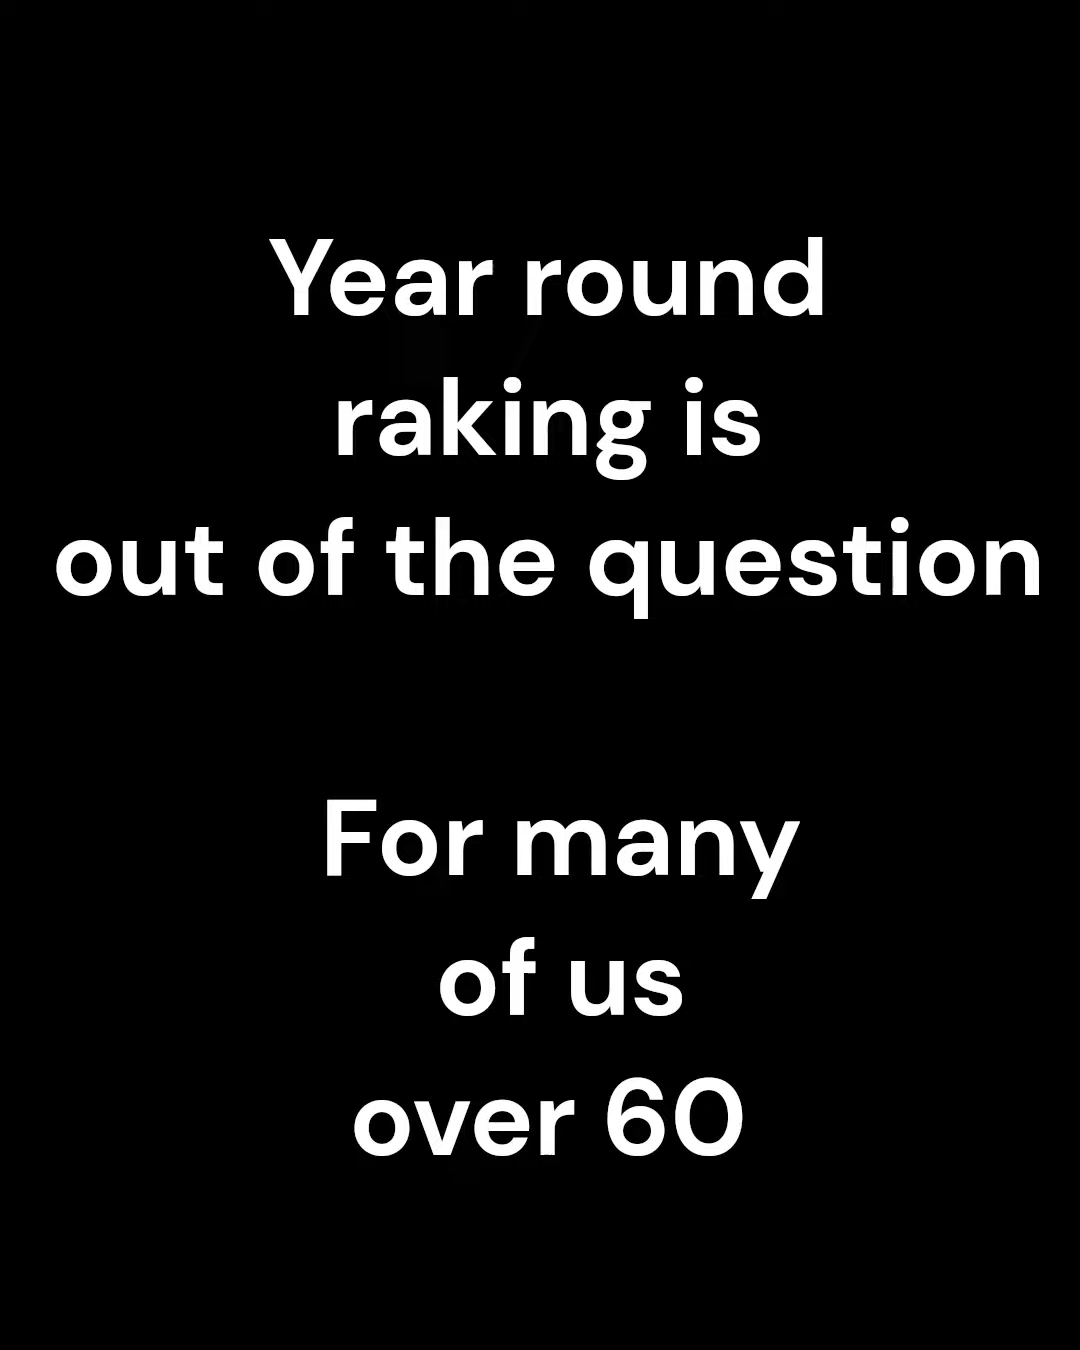 Year round
raking is
out of the question
For many
of us
over 60